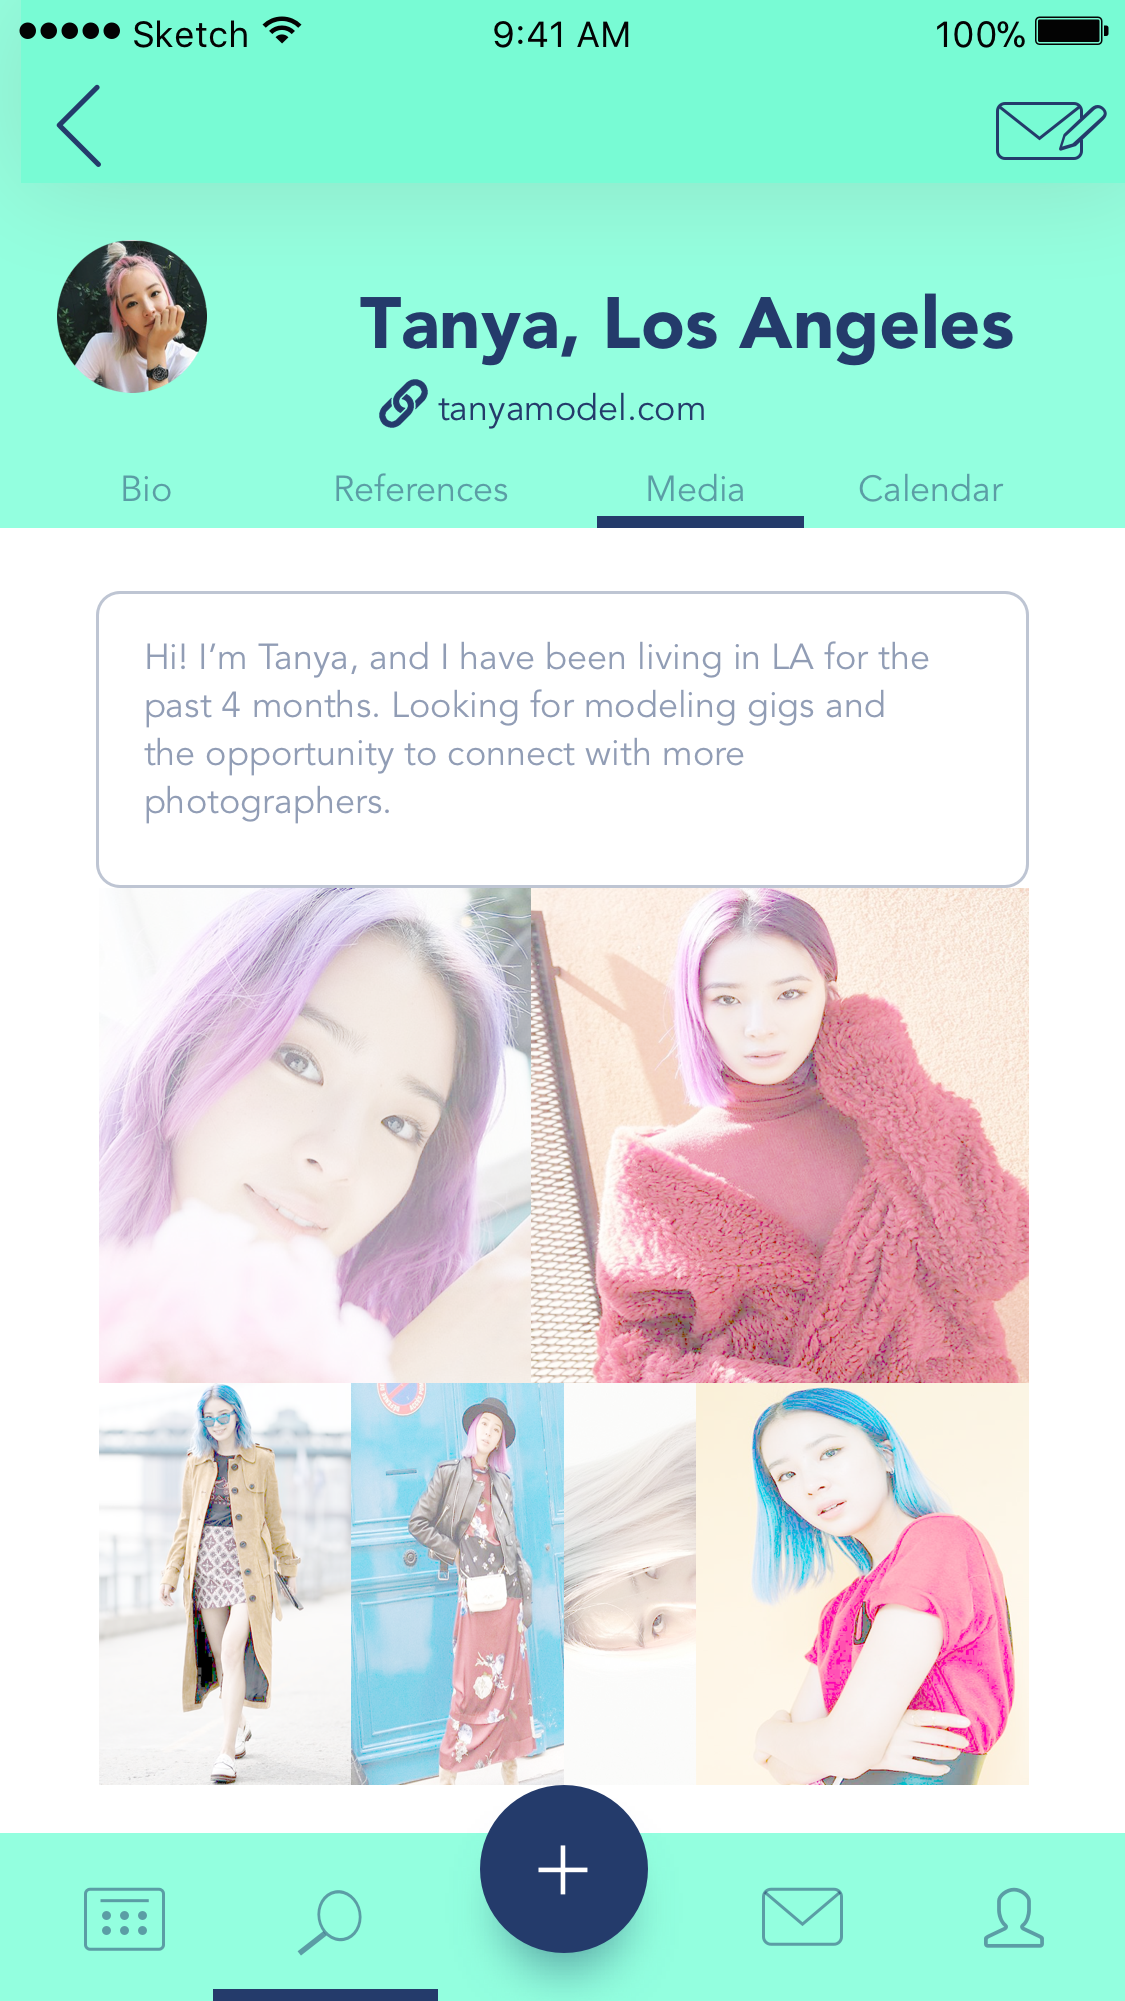 Sketch 9:41 AM 100%
Tanya, Los Angeles
tanyamodel.com
Bio References Media Calendar
Hi! I’m Tanya, and I have been living in LA for the
past 4 months. Looking for modeling gigs and
the opportunity to connect with more
photographers.